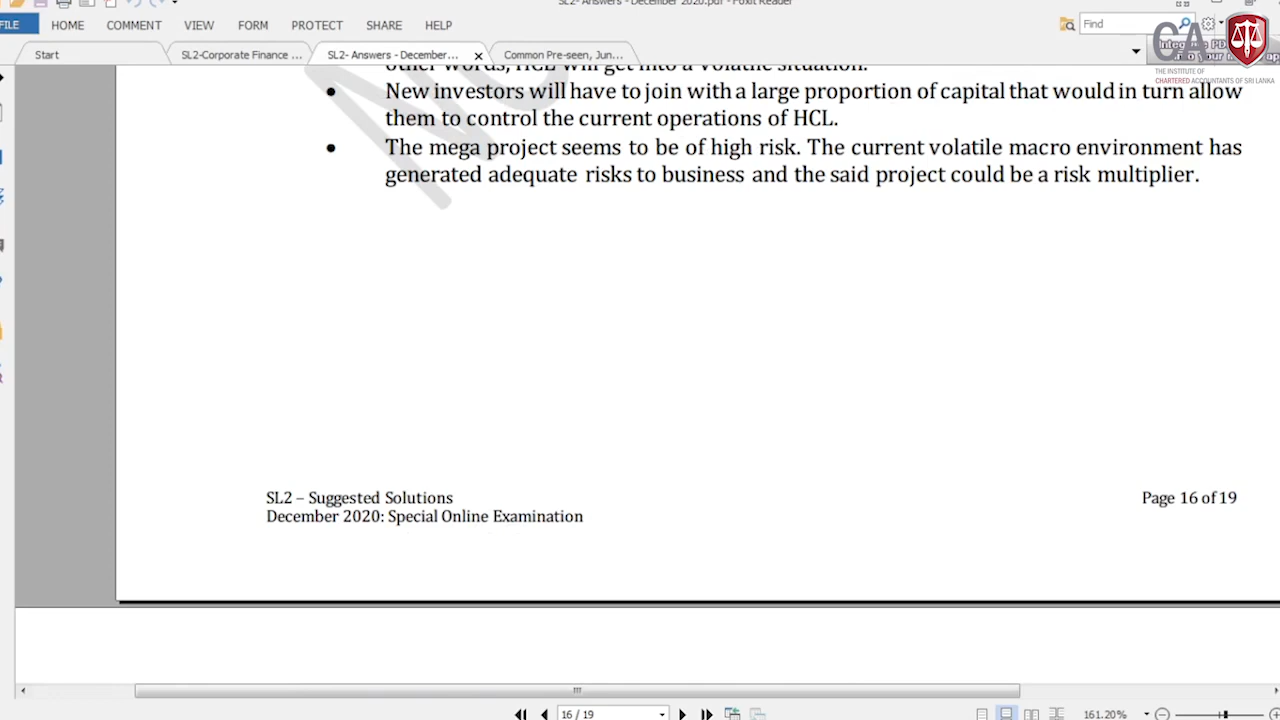 SL2- Answers - December 2020.pdf - Foxit Reader
FILE HOME COMMENT VIEW FORM PROTECT SHARE HELP
Find
Start
SL2-Corporate Finance ...
SL2- Answers - December...
Common Pre-seen, Jun...
CA
THE INSTITUTE OF
CHARTERED ACCOUNTANTS OF SRI LANKA
other words, HCL will get into a volatile situation.
• New investors will have to join with a large proportion of capital that would in turn allow
them to control the current operations of HCL.
• The mega project seems to be of high risk. The current volatile macro environment has
generated adequate risks to business and the said project could be a risk multiplier.
SL2 – Suggested Solutions
December 2020: Special Online Examination
Page 16 of 19
16 / 19
161.20%